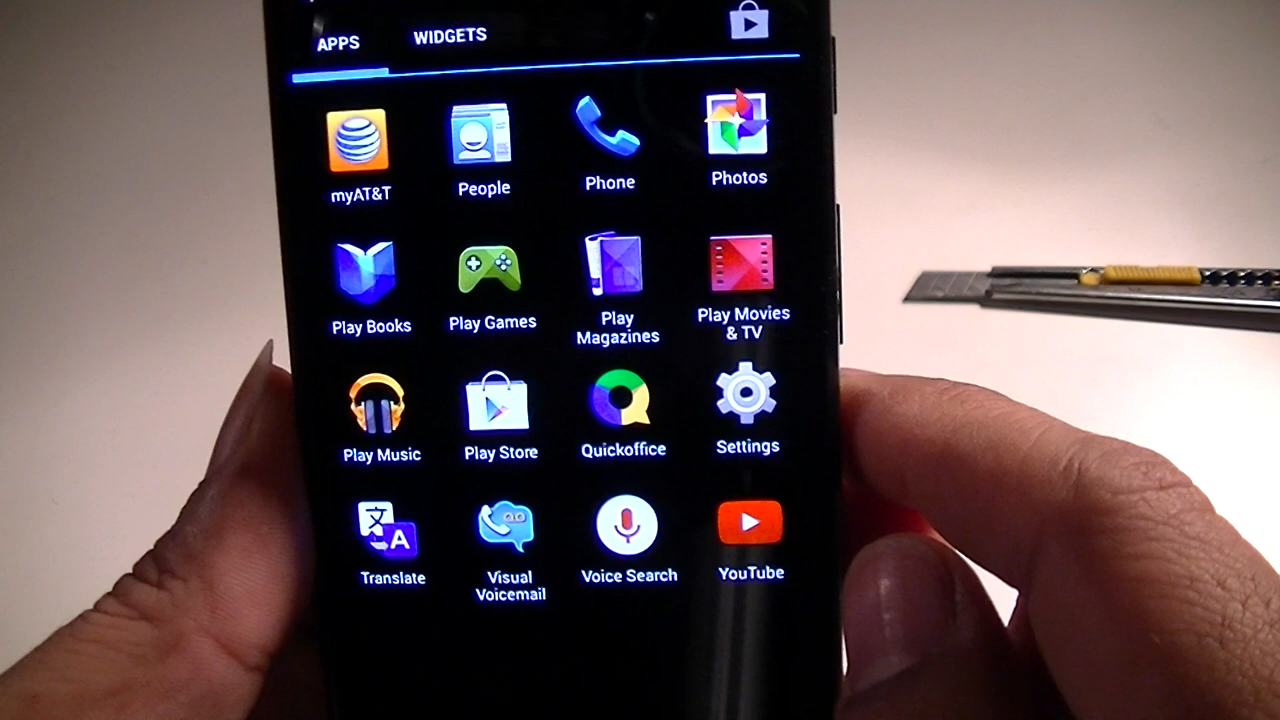 APPS WIDGETS
myAT&T People Phone Photos
Play Books Play Games Play
Magazines Play Movies
& TV
Play Music Play Store Quickoffice Settings
文 A
Translate Visual
Voicemail Voice Search YouTube